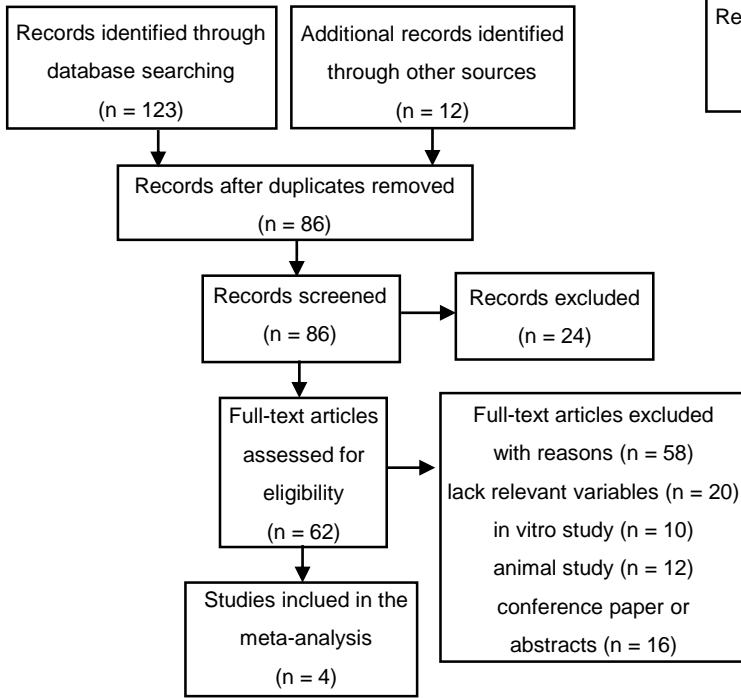 Records identified through
database searching
(n = 123)
Additional records identified
through other sources
(n = 12)
Re
Records after duplicates removed
(n = 86)
Records screened
(n = 86)
Records excluded
(n = 24)
Full-text articles
assessed for
eligibility
(n = 62)
Full-text articles excluded
with reasons (n = 58)
lack relevant variables (n = 20)
in vitro study (n = 10)
animal study (n = 12)
conference paper or
abstracts (n = 16)
Studies inclued in the
meta-analysis
(n = 4)